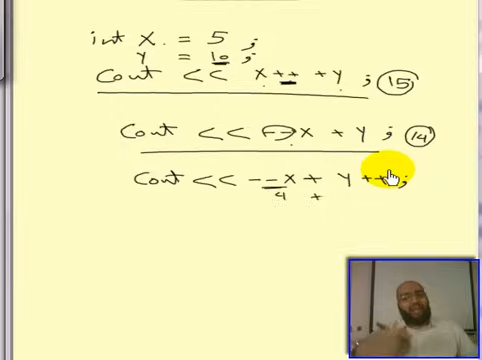 int X = 5 ;
Y = 10 ;
Cout << X++ + Y ; 15
Cout << --X + Y ; 14
Cout << --X + Y ++ ;
4 +